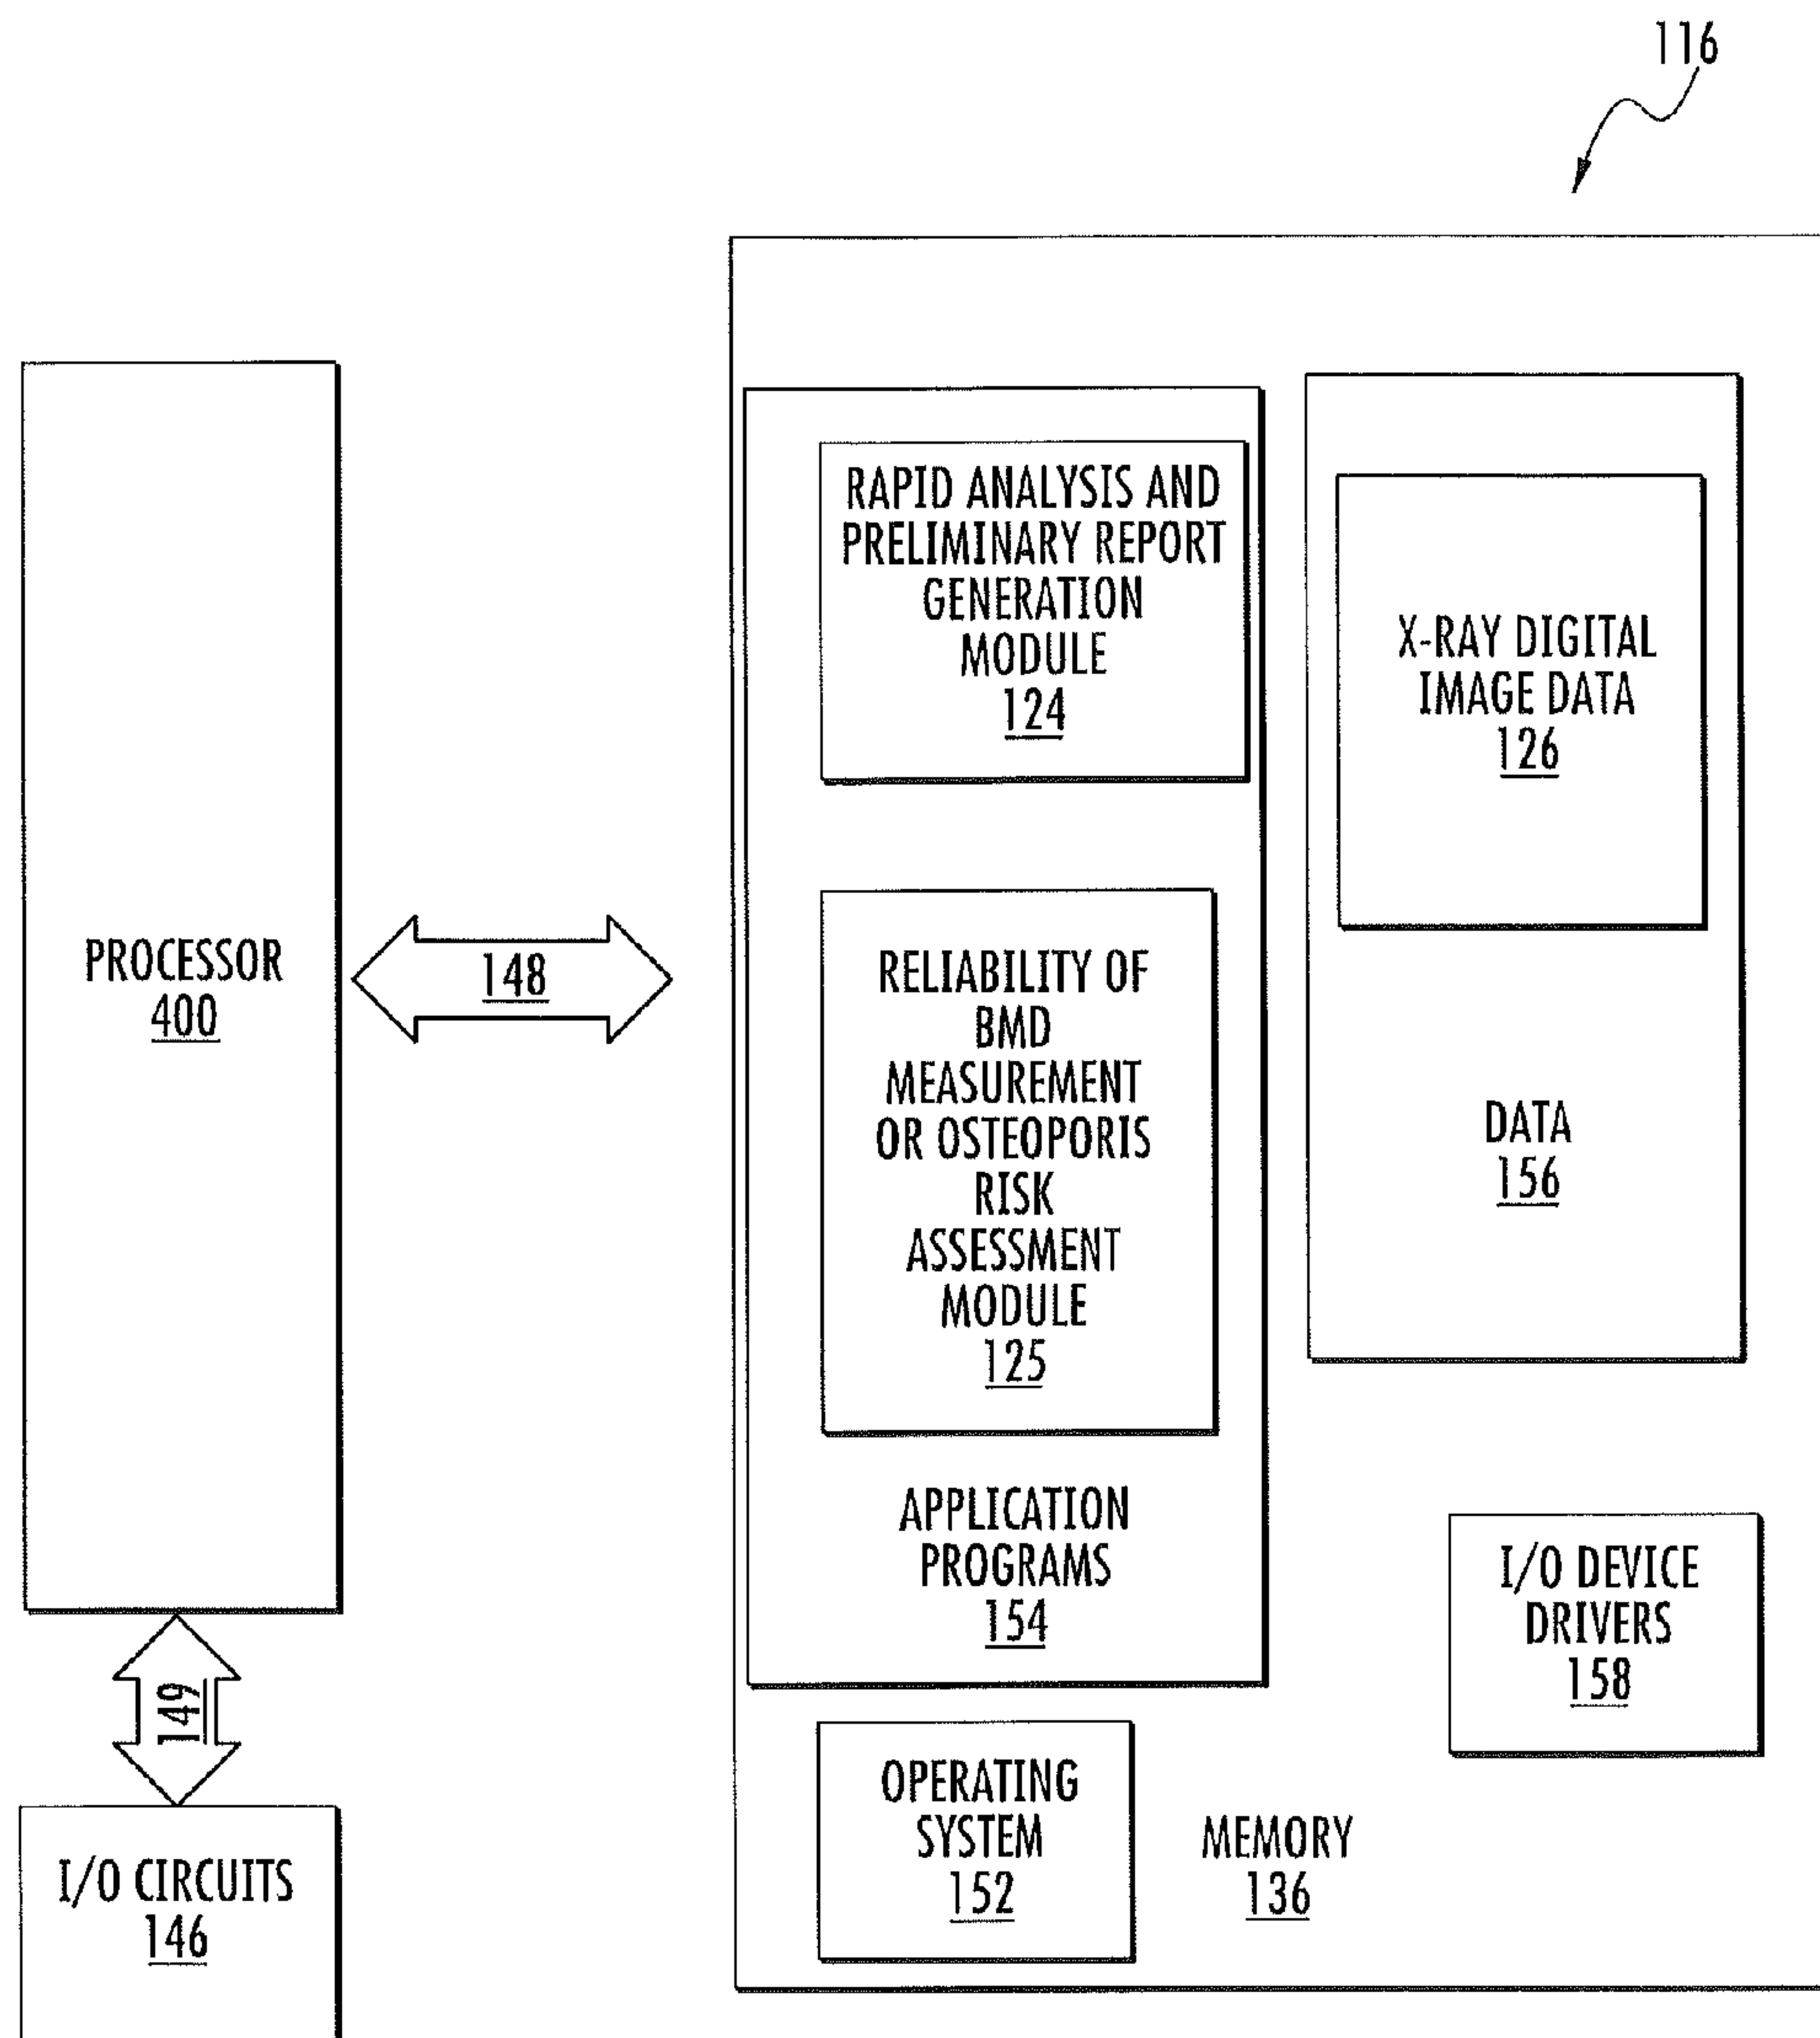 116
PROCESSOR
400
148
149
I/O CIRCUITS
146
RAPID ANALYSIS AND
PRELIMINARY REPORT
GENERATION
MODULE
124
RELIABILITY OF
BMD
MEASUREMENT
OR OSTEOPORIS
RISK
ASSESSMENT
MODULE
125
APPLICATION
PROGRAMS
154
X-RAY DIGITAL
IMAGE DATA
126
DATA
156
I/O DEVICE
DRIVERS
158
OPERATING
SYSTEM
152
MEMORY
136